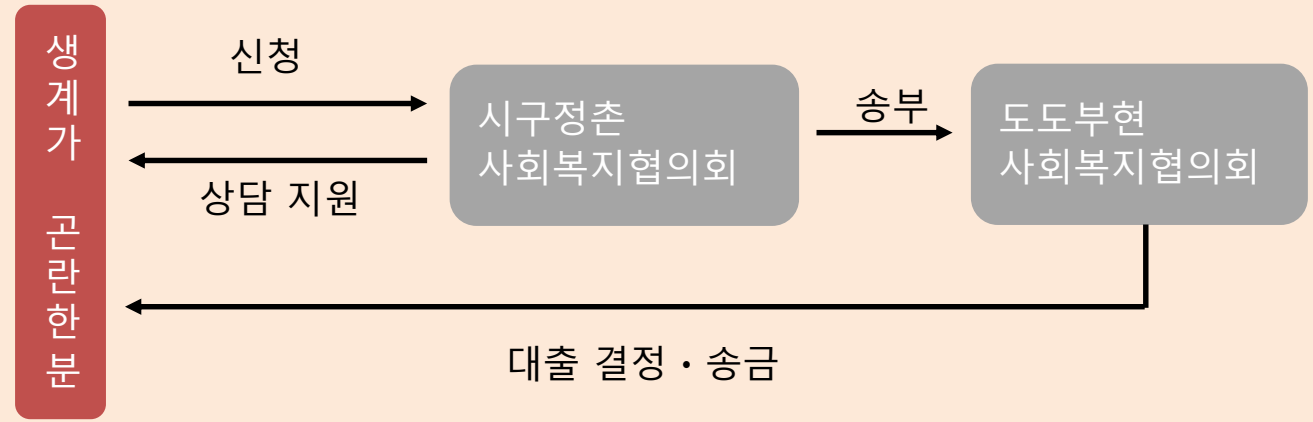 생계가 곤란한분
신청
상담 지원
시구정촌
사회복지협의회
송부
도도부현
사회복지협의회
대출 결정・송금